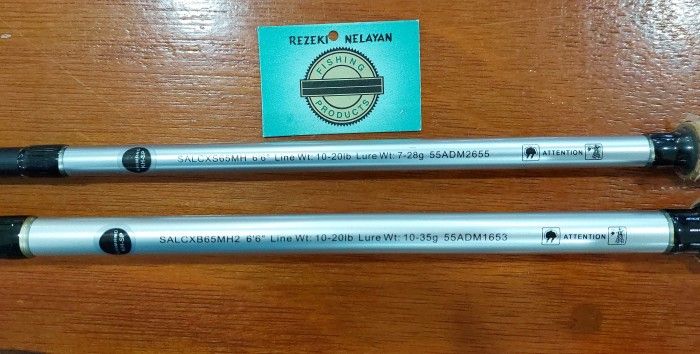 REZEKI NELAYAN
FISHING
PRODUCTS
SALCXS65MH 6'6" Line Wt: 10-20lb Lure Wt: 7-28g 55ADM2655
ATTENTION
SALCXB65MH2 6'6" Line Wt: 10-20lb Lure Wt: 10-35g 55ADM1653
ATTENTION